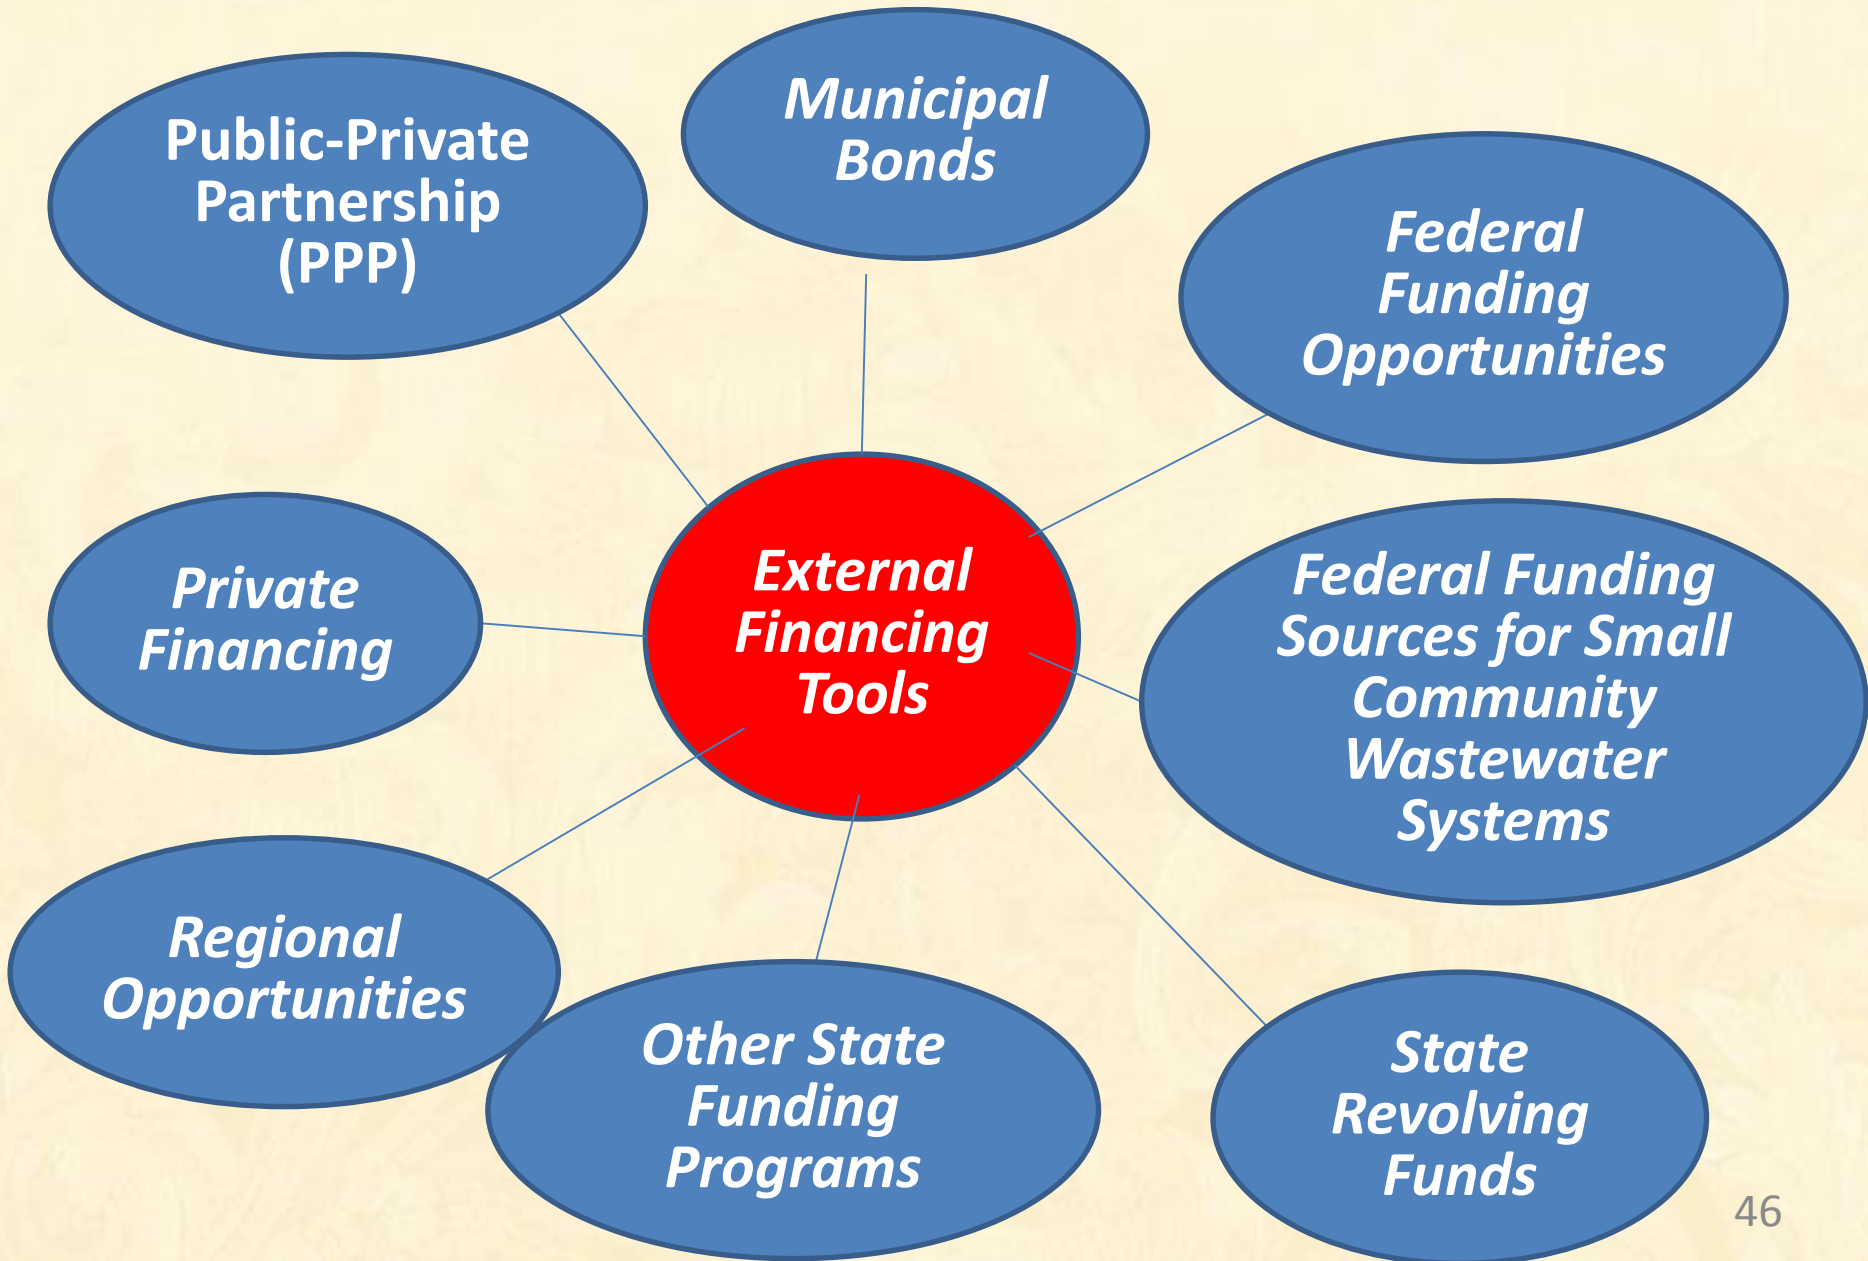 Public-Private
Partnership
(PPP)
Municipal
Bonds
Federal
Funding
Opportunities
Private
Financing
External
Financing
Tools
Federal Funding
Sources for Small
Community
Wastewater
Systems
Regional
Opportunities
Other State
Funding
Programs
State
Revolving
Funds
46